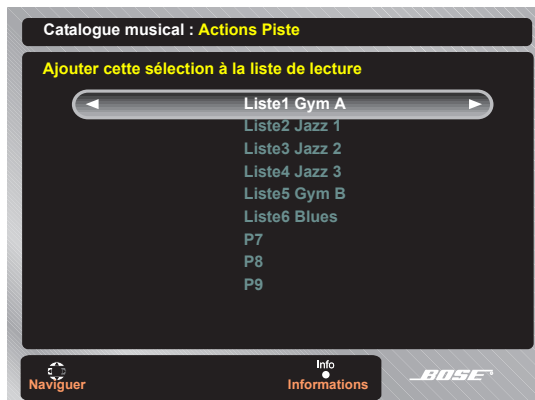 Catalogue musical : Actions Piste
Ajouter cette sélection à la liste de lecture
Liste1 Gym A
Liste2 Jazz 1
Liste3 Jazz 2
Liste4 Jazz 3
Liste5 Gym B
Liste6 Blues
P7
P8
P9
Naviguer
Info
Informations
BOSE